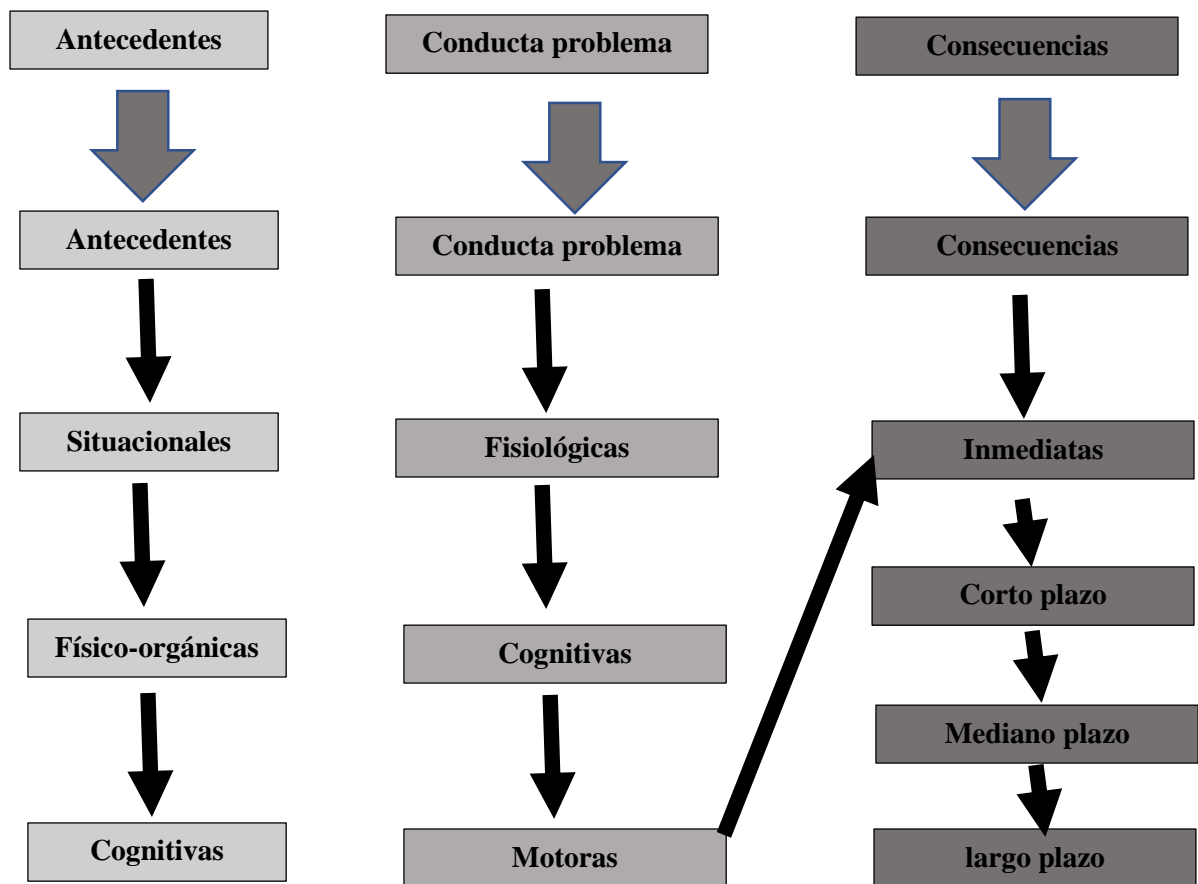 Antecedentes
Conducta problema
Consecuencias
Antecedentes
Conducta problema
Consecuencias
Situacionales
Fisiológicas
Inmediatas
Corto plazo
Físico-orgánicas
Cognitivas
Mediano plazo
Cognitivas
Motoras
largo plazo